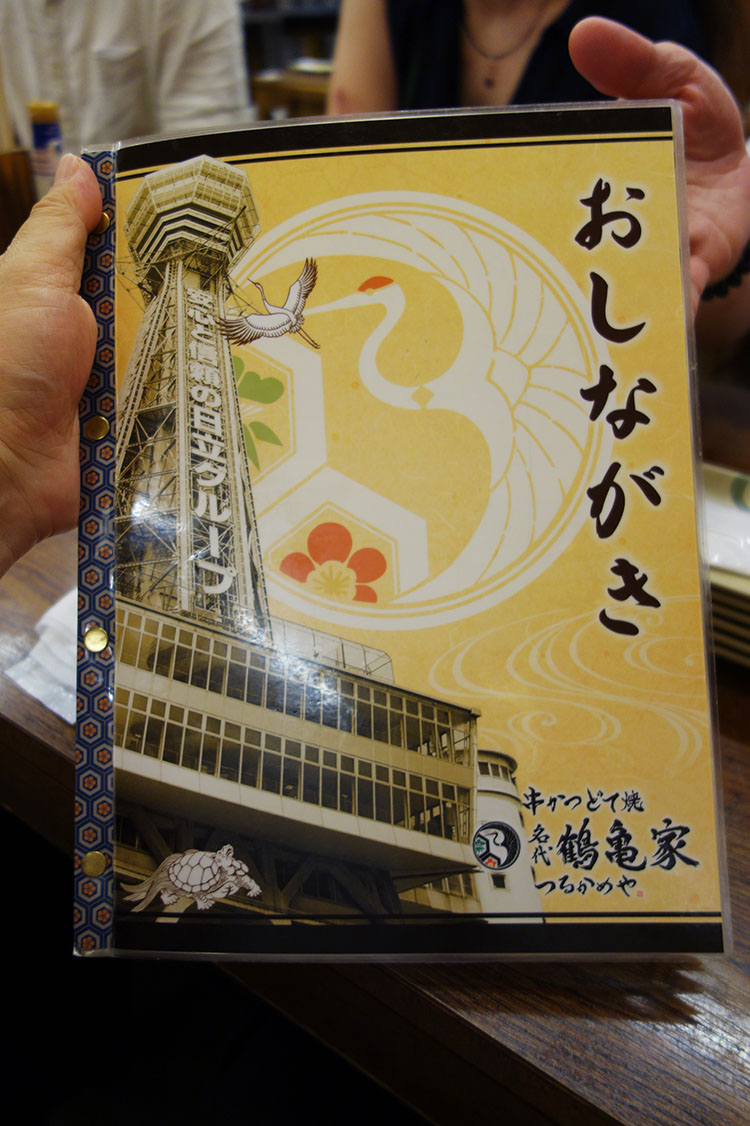 おしながき
安心と信頼の日立グループ
串かつどて焼
名代 鶴亀家
つるかめや